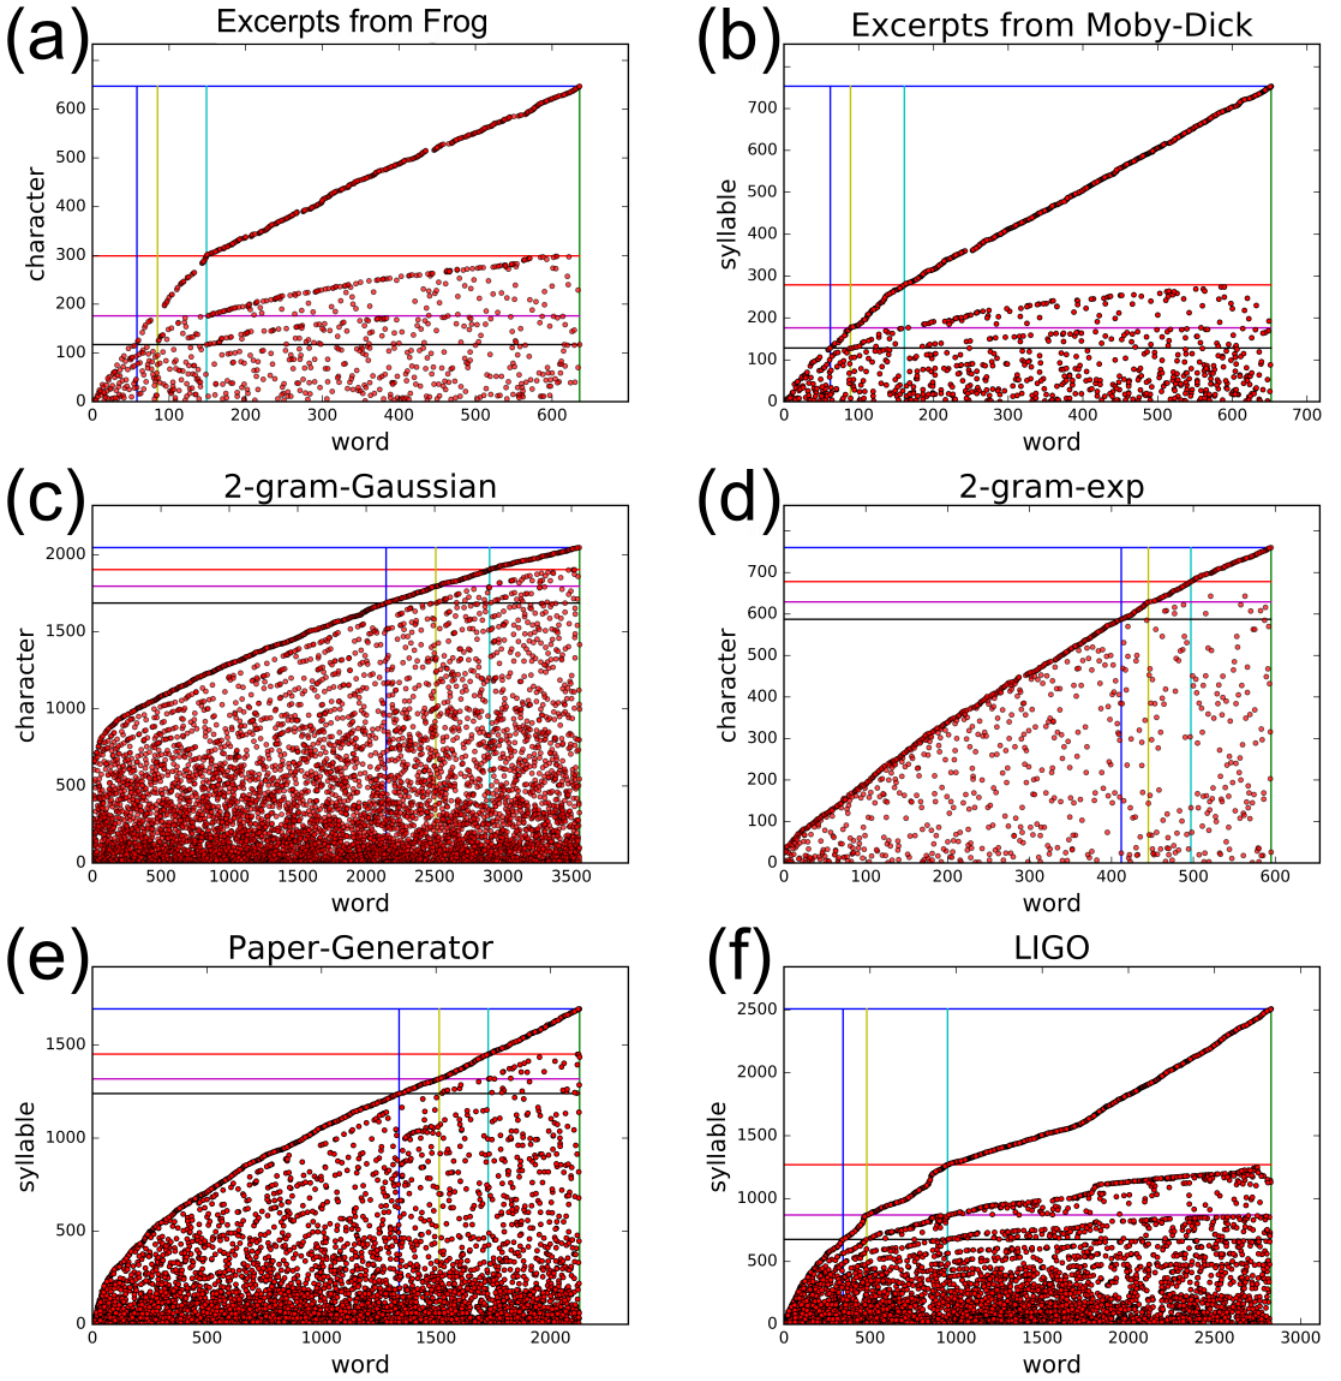 (a)
Excerpts from Frog
character
600
500
400
300
200
100
0
0 100 200 300 400 500 600
word
(b)
Excerpts from Moby-Dick
syllable
700
600
500
400
300
200
100
0
0 100 200 300 400 500 600 700
word
(c)
2-gram-Gaussian
character
2000
1500
1000
500
0
0 500 1000 1500 2000 2500 3000 3500
word
(d)
2-gram-exp
character
700
600
500
400
300
200
100
0
0 100 200 300 400 500 600
word
(e)
Paper-Generator
syllable
1500
1000
500
0
0 500 1000 1500 2000
word
(f)
LIGO
syllable
2500
2000
1500
1000
500
0
0 500 1000 1500 2000 2500 3000
word